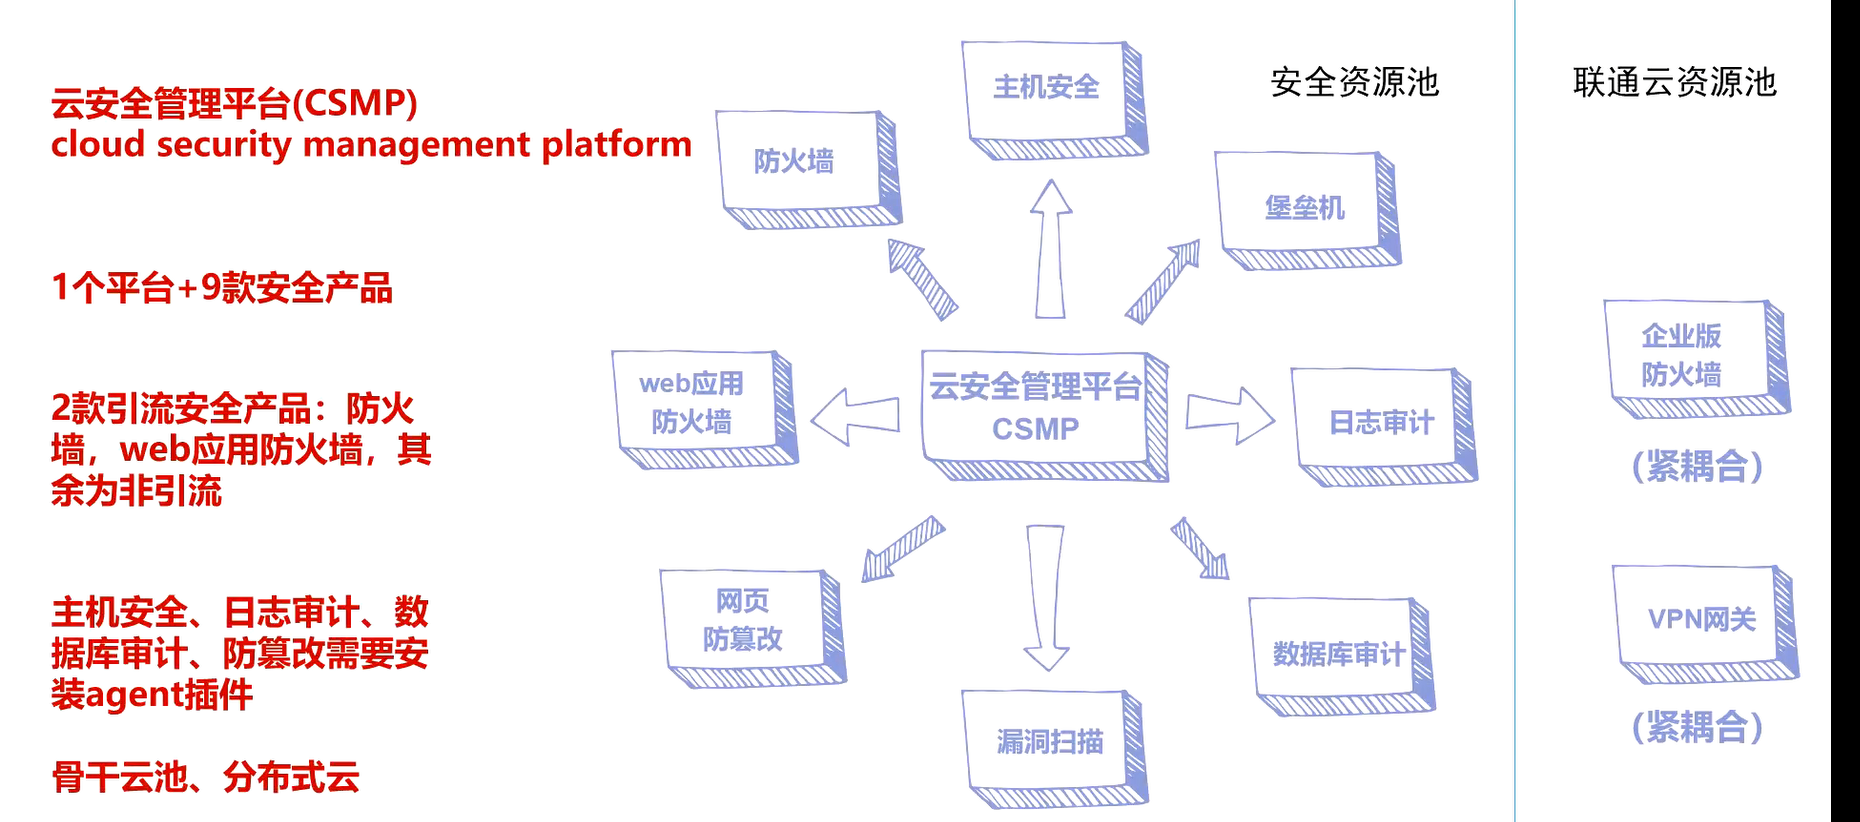 云安全管理平台(CSMP)
cloud security management platform
1个平台+9款安全产品
2款引流安全产品：防火
墙，web应用防火墙，其
余为非引流
主机安全、日志审计、数
据库审计、防篡改需要安
装agent插件
骨干云池、分布式云
主机安全
防火墙
堡垒机
web应用
防火墙
云安全管理平台
CSMP
日志审计
网页
防篡改
漏洞扫描
数据库审计
安全资源池
联通云资源池
企业版
防火墙
(紧耦合)
VPN网关
(紧耦合)